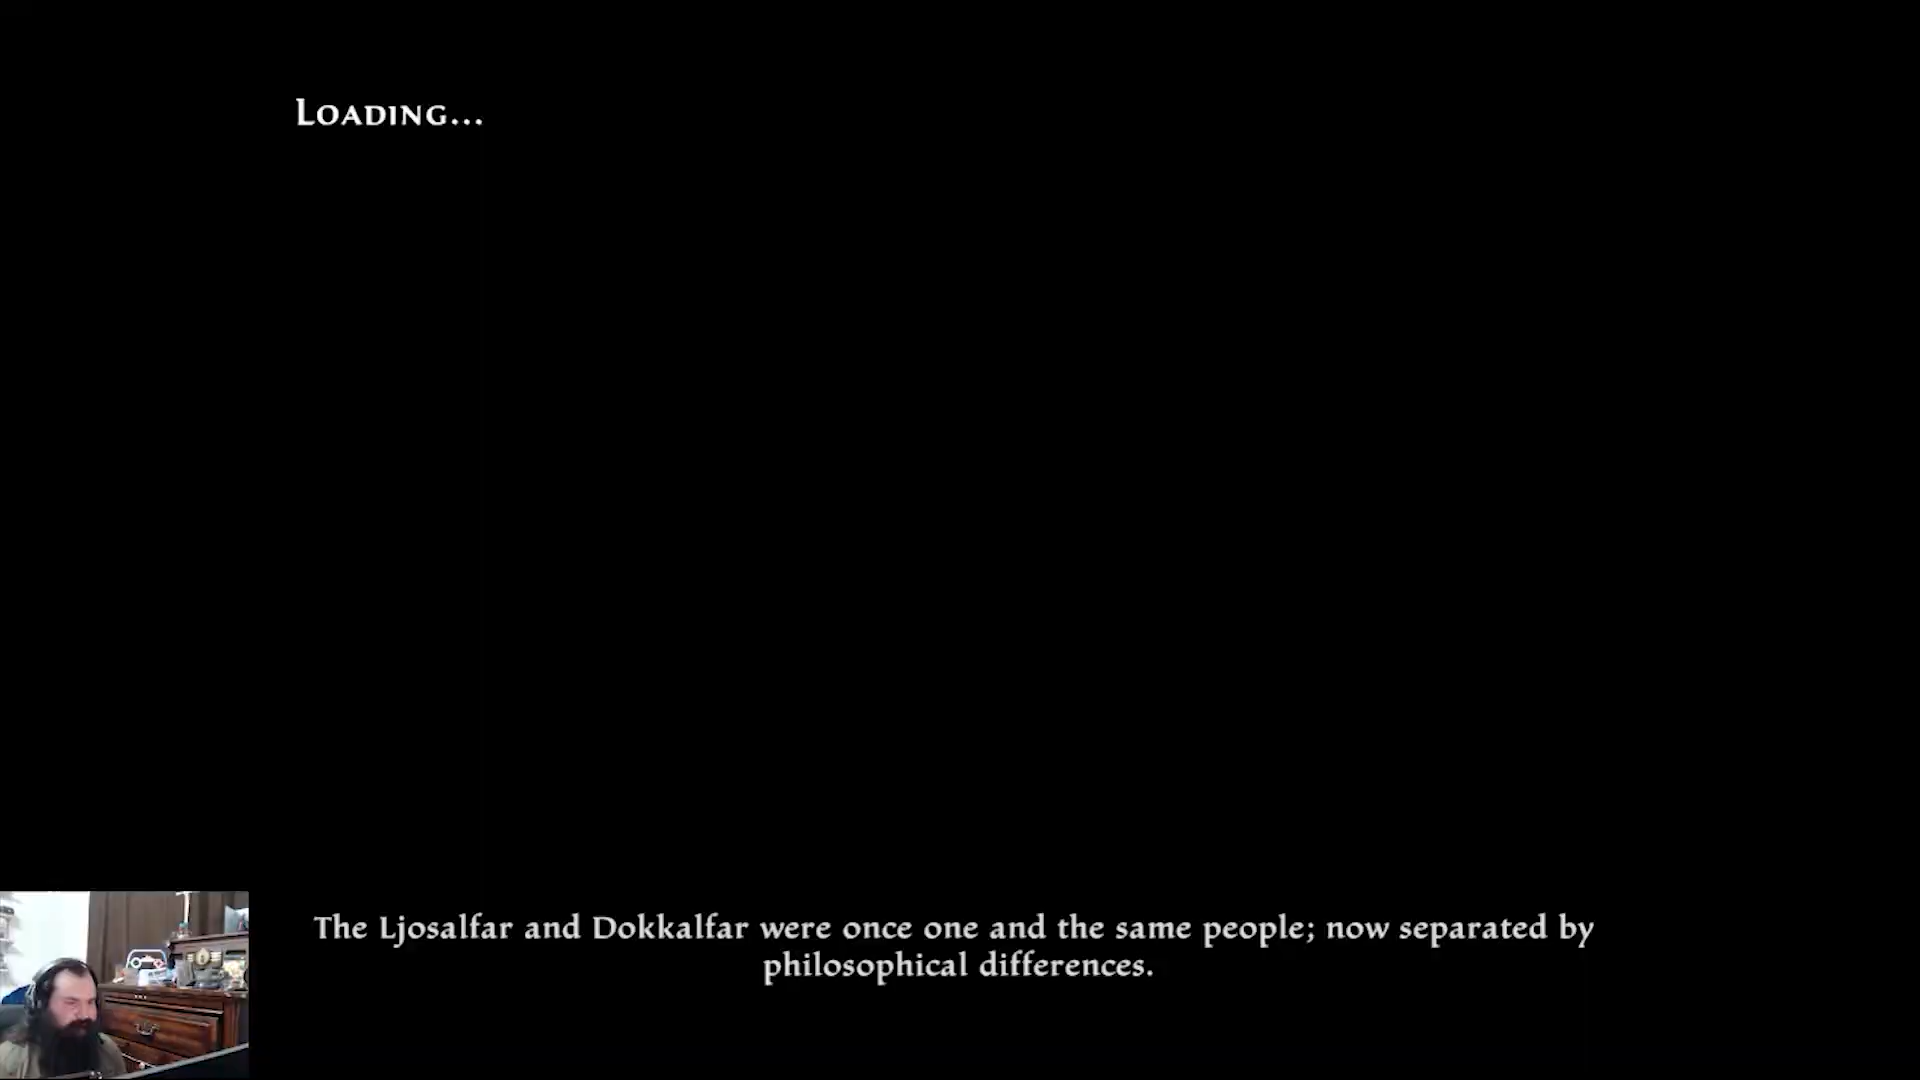 Loading...
The Ljosalfar and Dokkalfar were once one and the same people; now separated by
philosophical differences.